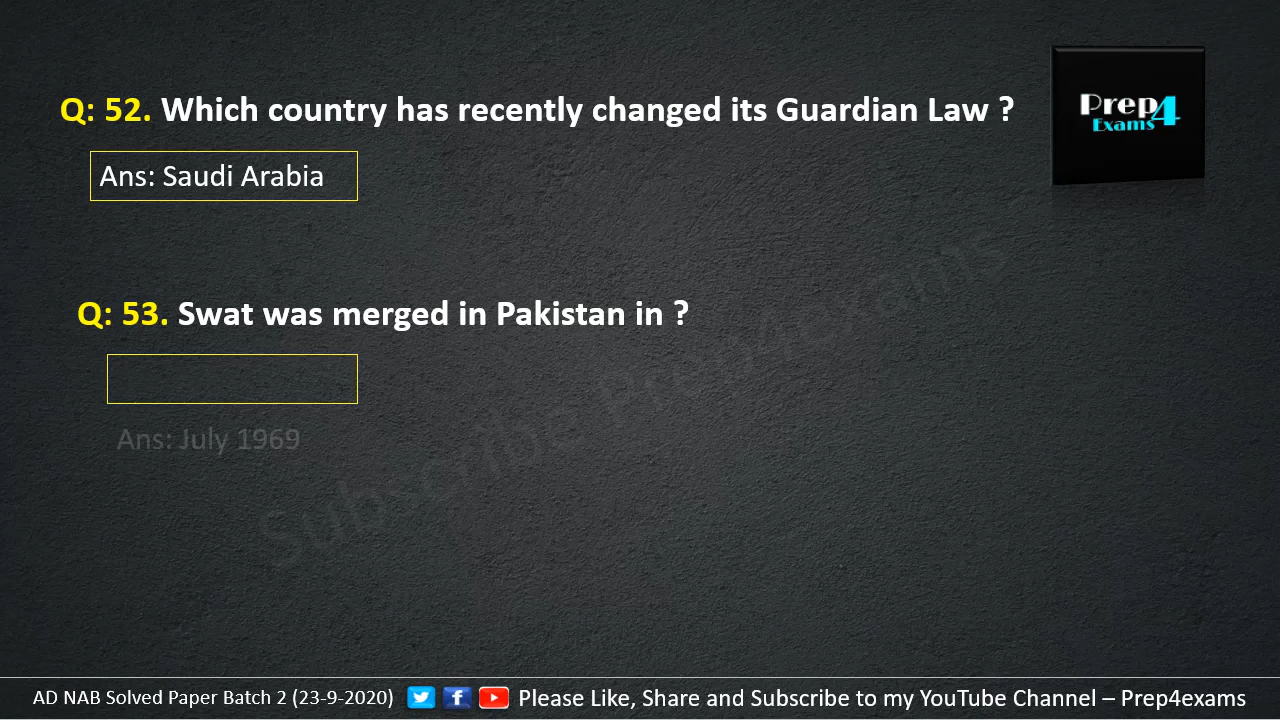 Q: 52. Which country has recently changed its Guardian Law ?
Prep4
Exams
Ans: Saudi Arabia
Q: 53. Swat was merged in Pakistan in ?
Ans: July 1969
Subscribe Prep4exams
AD NAB Solved Paper Batch 2 (23-9-2020) Please Like, Share and Subscribe to my YouTube Channel – Prep4exams